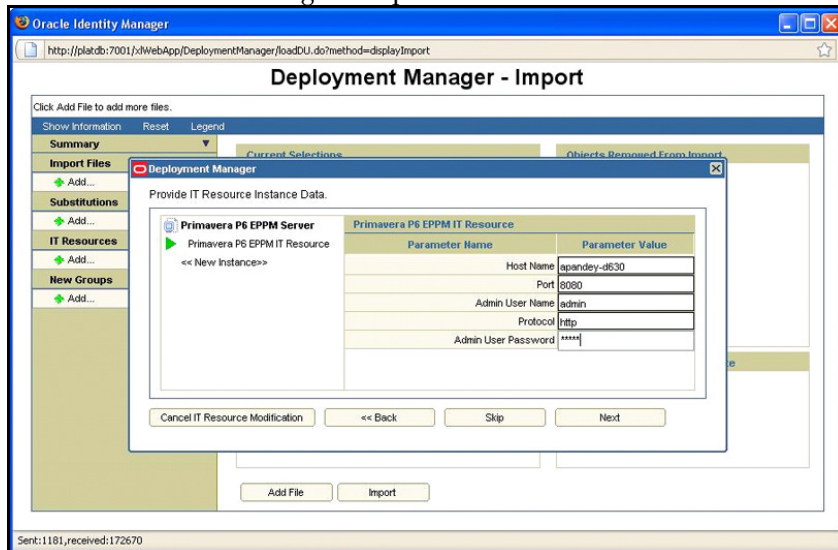 Oracle Identity Manager
http://platdb:7001/xlWebApp/DeploymentManager/loadDU.do?method=displayImport
Deployment Manager - Import
Click Add File to add more files.
Show Information Reset Legend
Summary
Current Selections
Objects Removed From Import
Import Files
Add...
Substitutions
Add...
IT Resources
Add...
New Groups
Add...
Deployment Manager
Provide IT Resource Instance Data.
Primavera P6 EPPM Server
Primavera P6 EPPM IT Resource
<< New Instance>>
Primavera P6 EPPM IT Resource
Parameter Name Parameter Value
Host Name apandey-d630
Port 8080
Admin User Name admin
Protocol http
Admin User Password *****
Cancel IT Resource Modification << Back Skip Next
Add File Import
Sent:1181,received:172670